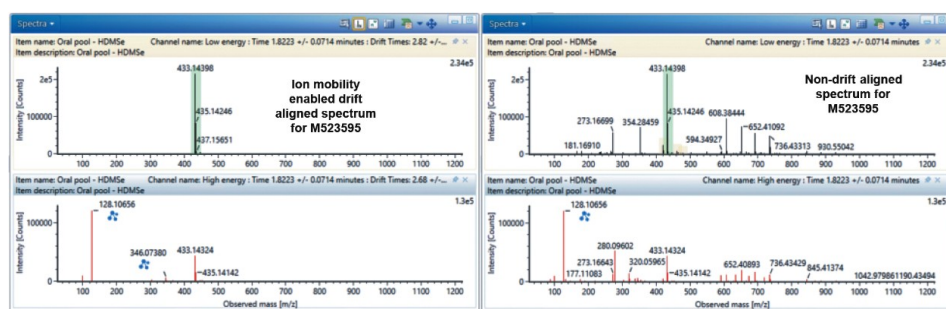 Spectra
Item name: Oral pool - HDMSe Channel name: Low energy : Time 1.8223 +/- 0.0714 minutes : Drift Times: 2.82 +/-...
Item description: Oral pool - HDMSe
2.34e5
433.14398
2e5
Ion mobility
enabled drift
aligned spectrum
for M523595
435.14246
100000
437.15651
0
Intensity [Counts]
100 200 300 400 500 600 700 800 900 1000 1100 1200
Item name: Oral pool - HDMSe Channel name: High energy : Time 1.8223 +/- 0.0714 minutes : Drift Times: 2.68 +/-...
Item description: Oral pool - HDMSe
1.3e5
128.10656
100000
346.07380
433.14324
435.14142
0
Intensity [Counts]
100 200 300 400 500 600 700 800 900 1000 1100 1200
Observed mass [m/z]
Spectra
Item name: Oral pool - HDMSe Channel name: Low energy : Time 1.8223 +/- 0.0714 minutes
Item description: Oral pool - HDMSe
2.34e5
433.14398
2e5
Non-drift aligned
spectrum for
M523595
435.14246
608.38444
100000
273.16699
354.28459
652.41092
181.16910
594.34927
736.43313
930.55042
0
Intensity [Counts]
100 200 300 400 500 600 700 800 900 1000 1100 1200
Item name: Oral pool - HDMSe Channel name: High energy : Time 1.8223 +/- 0.0714 minutes
Item description: Oral pool - HDMSe
1.3e5
128.10656
100000
280.09602
433.14324
273.16643
320.05965
652.40893
736.43429
177.11083
435.14142
845.41374
1042.97986
1190.43494
0
Intensity [Counts]
100 200 300 400 500 600 700 800 900 1000 1100 1200
Observed mass [m/z]